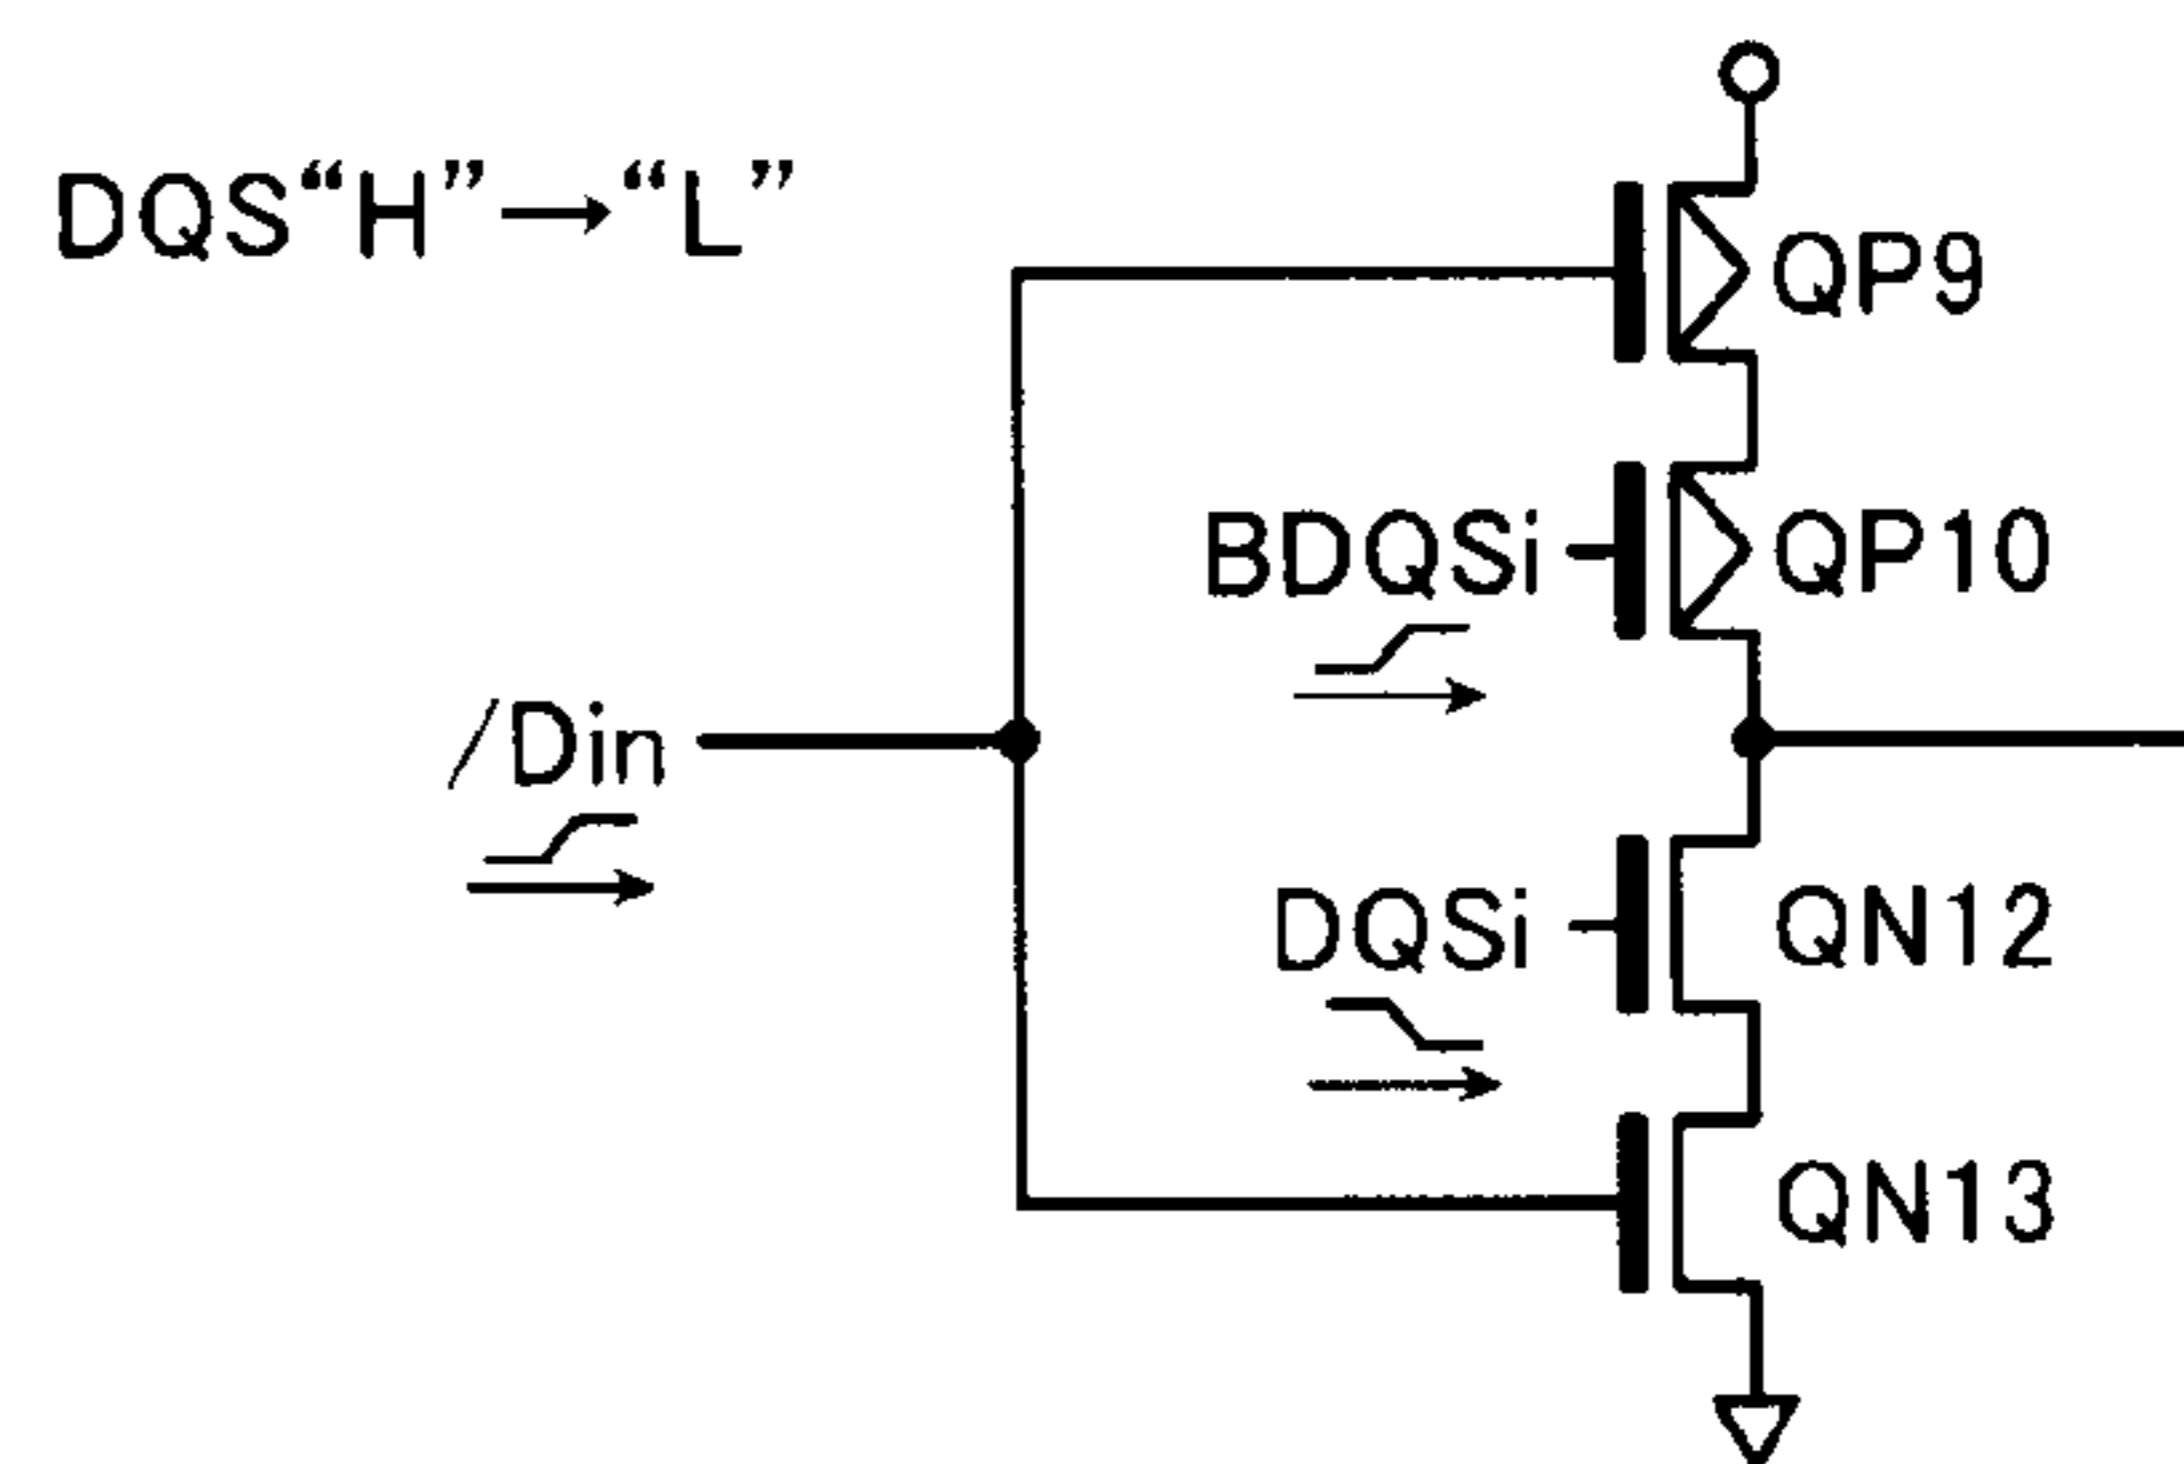 DQS“H”→“L”
QP9
BDQSi
QP10
/Din
DQSi
QN12
QN13